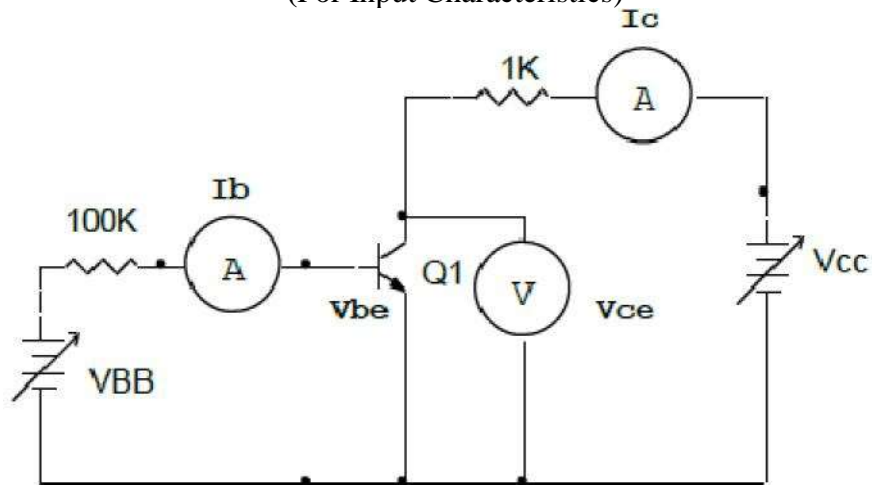 (For Input Characteristics)
Ic
1K
A
Ib
100K
A
Q1
V
Vbe
Vce
Vcc
VBB